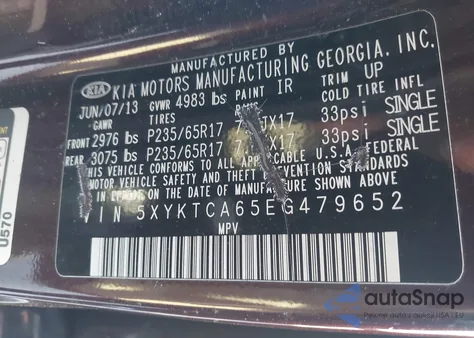 MANUFACTURED BY
KIA KIA MOTORS MANUFACTURING GEORGIA, INC.
JUN/07/13 GVWR 4983 lbs PAINT IR TRIM UP
GAWR TIRES COLD TIRE INFL
FRONT 2976 lbs P235/65R17 JX17 33psi SINGLE
REAR 3075 lbs P235/65R17 X17 33psi SINGLE
THIS VEHICLE CONFORMS TO ALL APPLICABLE U.S.A. FEDERAL
MOTOR VEHICLE SAFETY AND THEFT PREVENTION STANDARDS
IN EFFECT ON THE DATE OF MANUFACTURE SHOWN ABOVE.
VIN 5XYKTCA65EG479652
MPV
U570
autoSnap